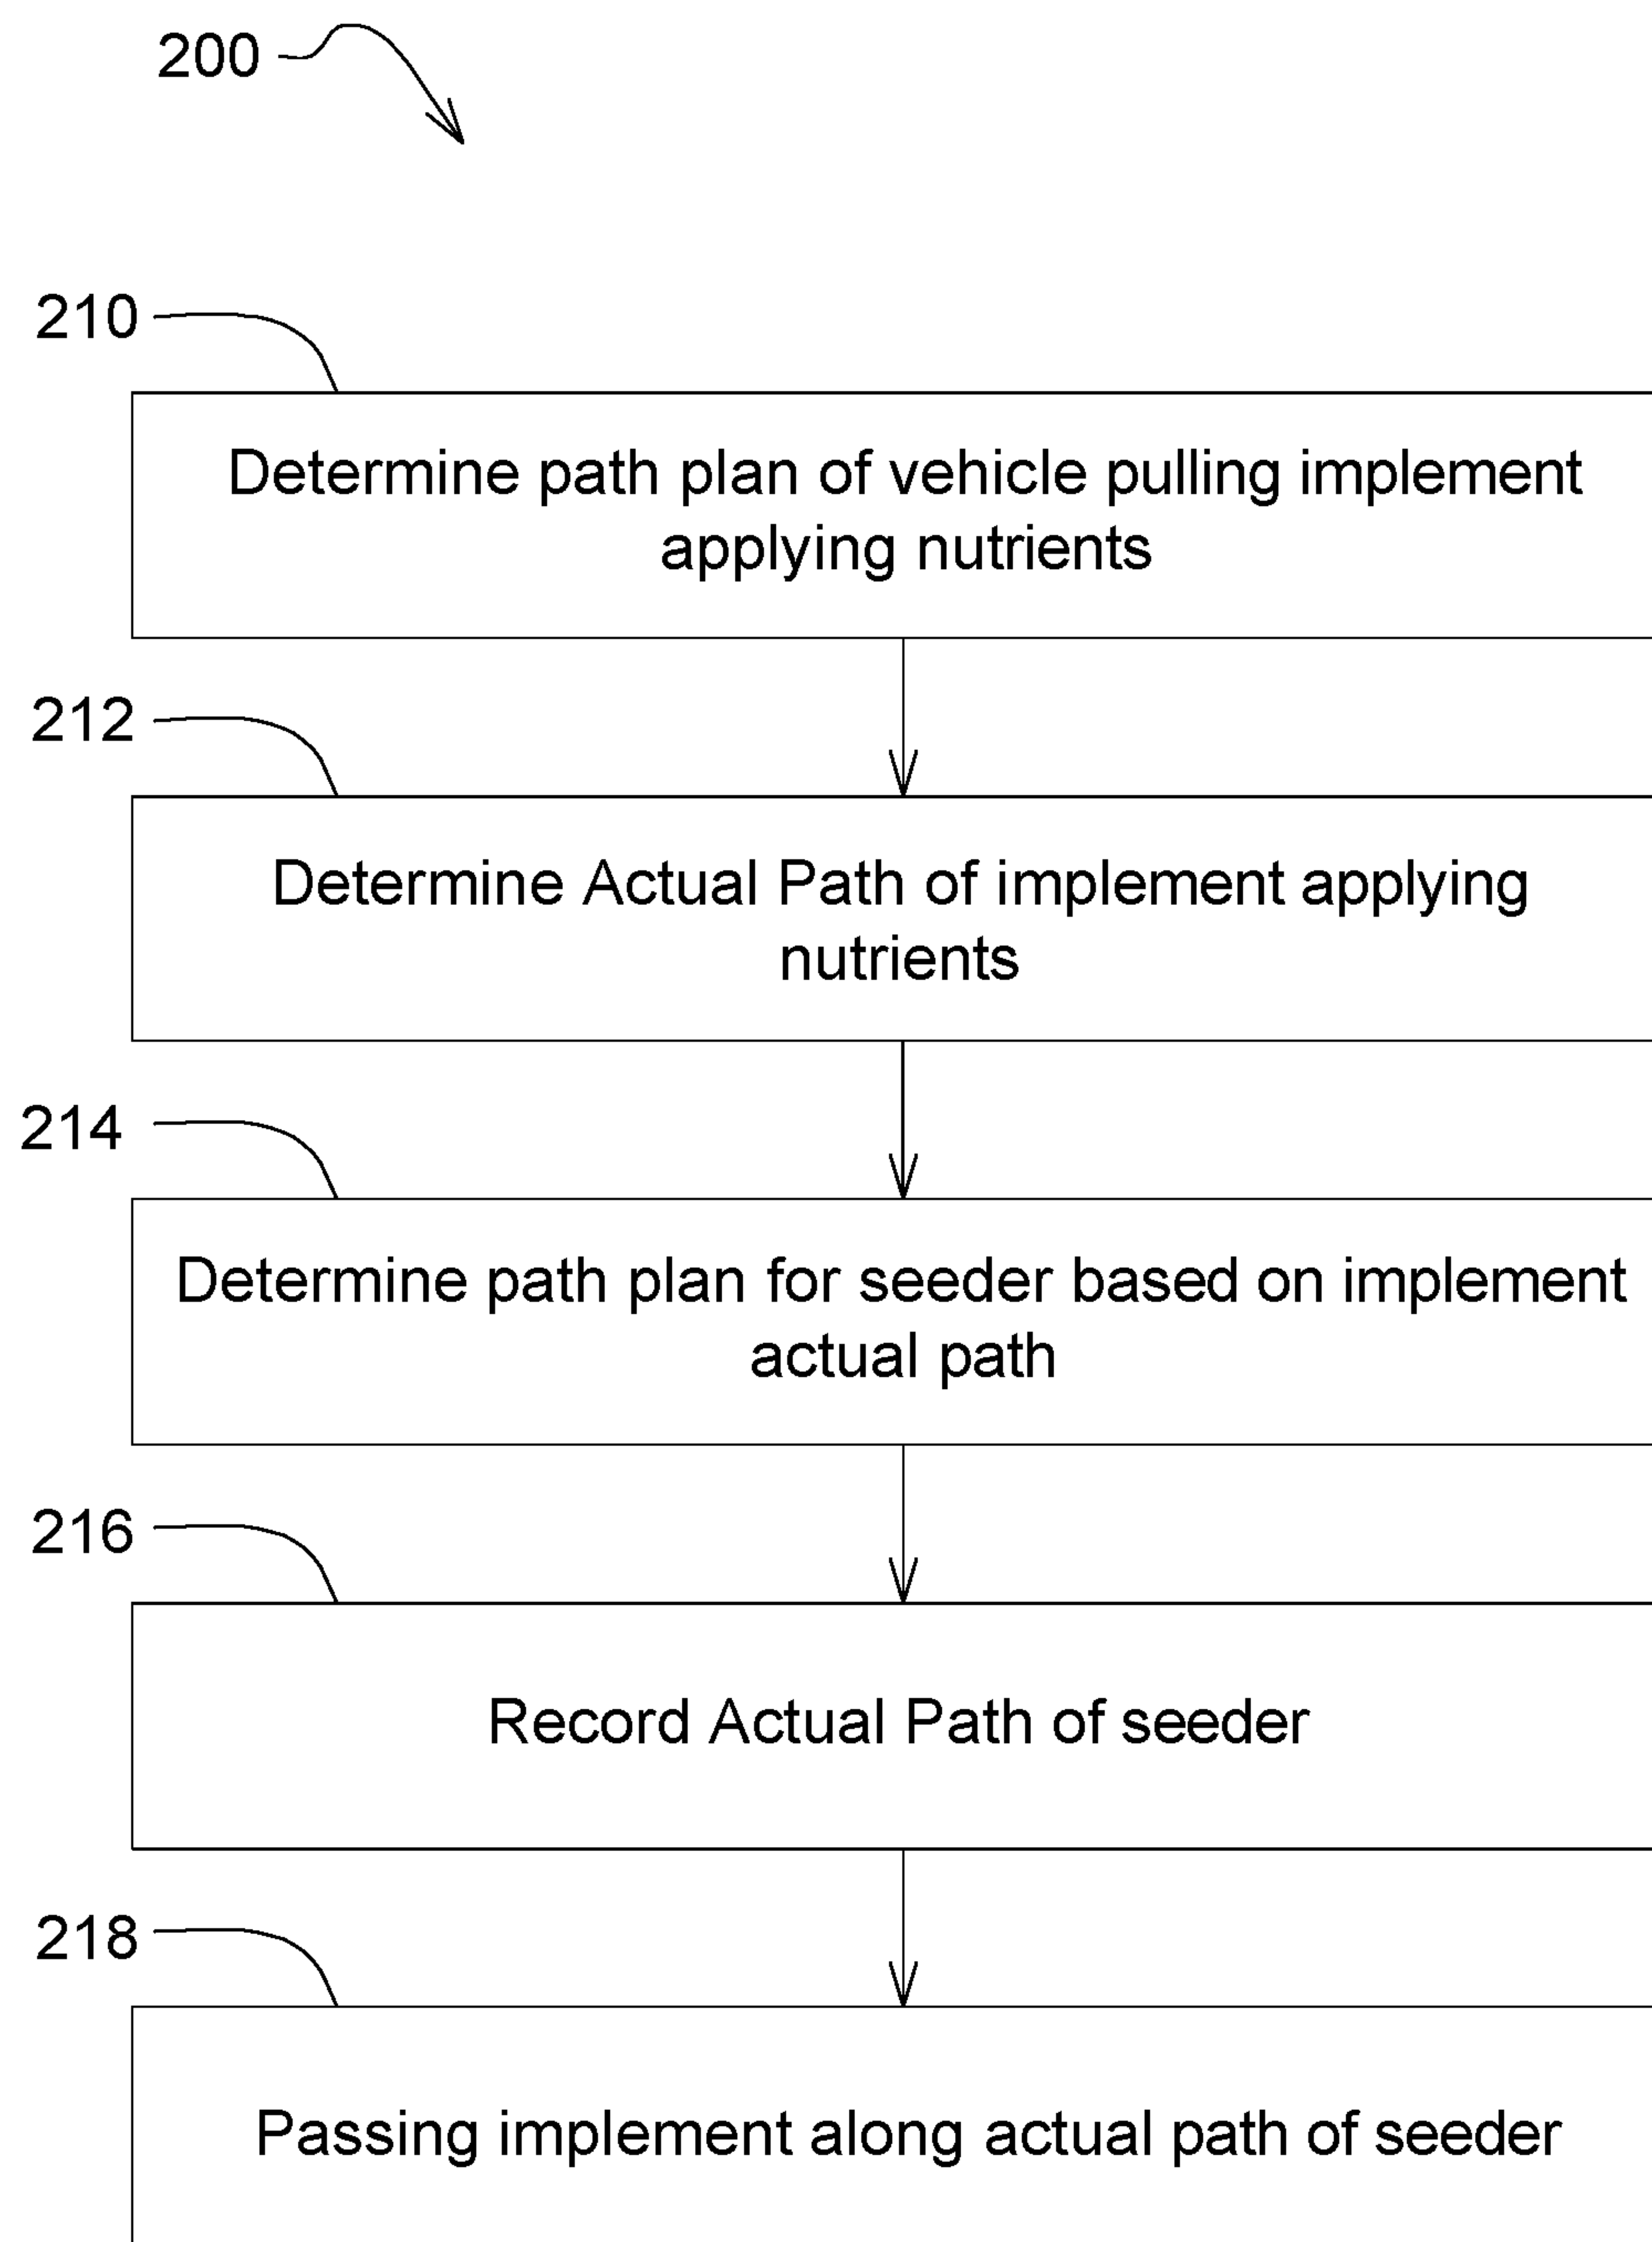 200
210
Determine path plan of vehicle pulling implement
applying nutrients
212
Determine Actual Path of implement applying
nutrients
214
Determine path plan for seeder based on implement
actual path
216
Record Actual Path of seeder
218
Passing implement along actual path of seeder